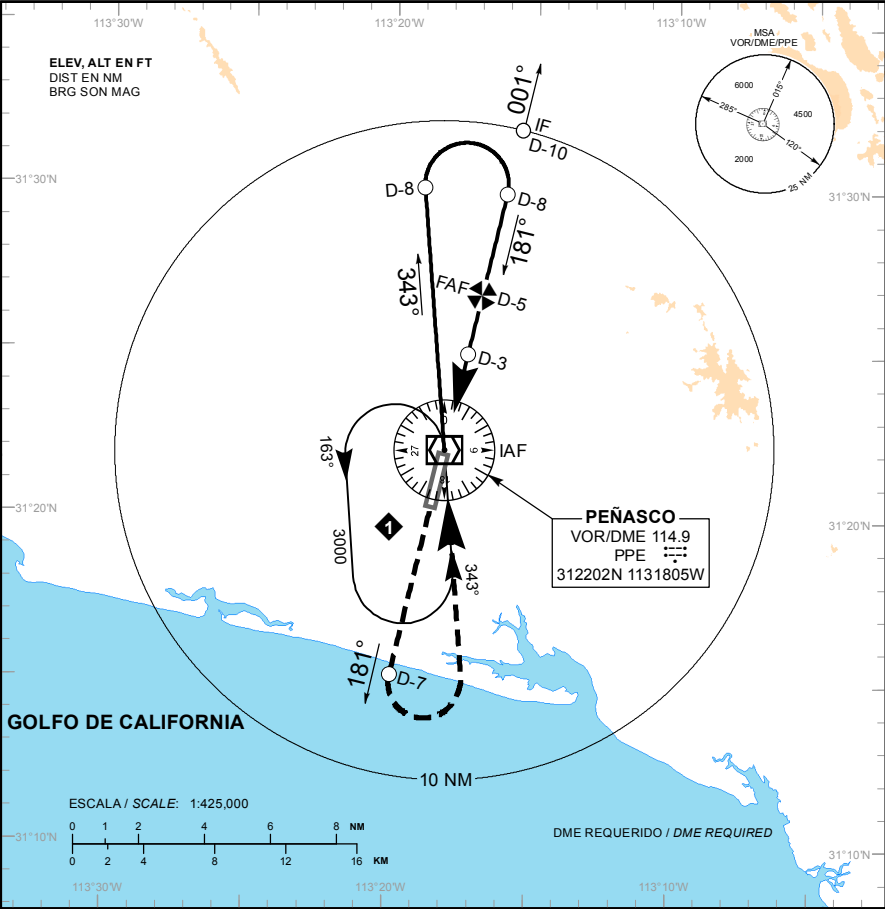 113°30'W
113°20'W
113°10'W
ELEV, ALT EN FT
DIST EN NM
BRG SON MAG
MSA
VOR/DME/PPE
6000
015°
285°
4500
120°
2000
25 NM
001°
IF
D-10
31°30'N
D-8
D-8
31°30'N
181°
343°
FAF
D-5
D-3
0
27
9
18
IAF
163°
31°20'N
1
3000
343°
PEÑASCO
VOR/DME 114.9
PPE
312202N 1131805W
31°20'N
181°
D-7
GOLFO DE CALIFORNIA
10 NM
ESCALA / SCALE: 1:425,000
0 1 2 4 6 8 NM
0 2 4 8 12 16 KM
31°10'N
DME REQUERIDO / DME REQUIRED
31°10'N
113°30'W
113°20'W
113°10'W